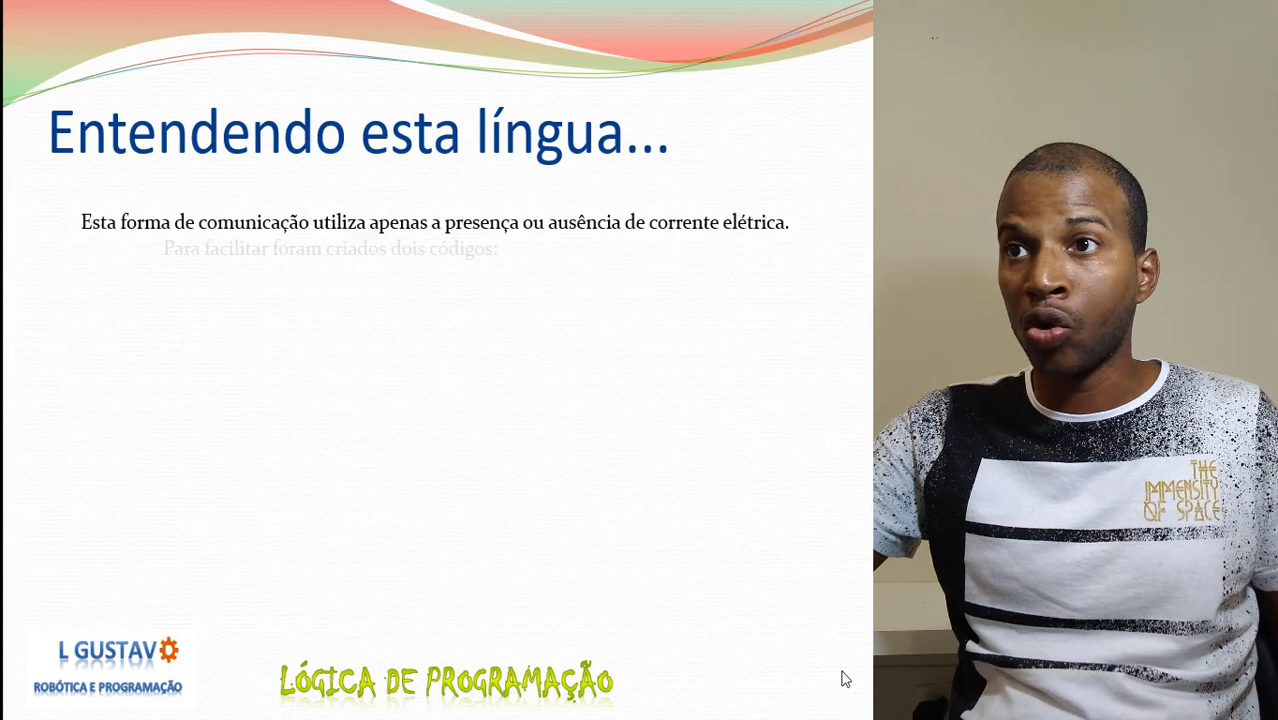 Entendendo esta língua...
Esta forma de comunicação utiliza apenas a presença ou ausência de corrente elétrica.
Para facilitar foram criados dois códigos:
THE
IMMENSITY
OF SPACE
L GUSTAVO
ROBÓTICA E PROGRAMAÇÃO
LÓGICA DE PROGRAMAÇÃO